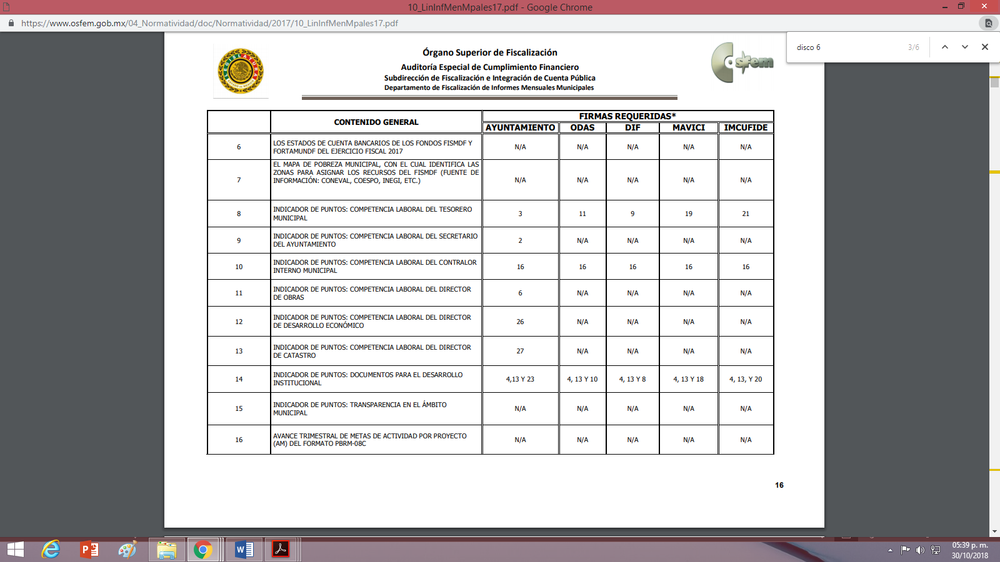 10_LinInfMenMpales17.pdf - Google Chrome
https://www.osfem.gob.mx/04_Normatividad/doc/Normatividad/2017/10_LinInfMenMpales17.pdf
disco 6
3/6
LEGISLATURA
ESTADO DE MÉXICO
Órgano Superior de Fiscalización
Auditoría Especial de Cumplimiento Financiero
Subdirección de Fiscalización e Integración de Cuenta Pública
Departamento de Fiscalización de Informes Mensuales Municipales
osfem
CONTENIDO GENERAL
FIRMAS REQUERIDAS*
AYUNTAMIENTO ODAS DIF MAVICI IMCUFIDE
6 LOS ESTADOS DE CUENTA BANCARIOS DE LOS FONDOS FISMDF Y
FORTAMUNDF DEL EJERCICIO FISCAL 2017
N/A N/A N/A N/A N/A
7 EL MAPA DE POBREZA MUNICIPAL, CON EL CUAL IDENTIFICA LAS
ZONAS PARA ASIGNAR LOS RECURSOS DEL FISMDF (FUENTE DE
INFORMACIÓN: CONEVAL, COESPO, INEGI, ETC.)
N/A N/A N/A N/A N/A
8 INDICADOR DE PUNTOS: COMPETENCIA LABORAL DEL TESORERO
MUNICIPAL
3 11 9 19 21
9 INDICADOR DE PUNTOS: COMPETENCIA LABORAL DEL SECRETARIO
DEL AYUNTAMIENTO
2 N/A N/A N/A N/A
10 INDICADOR DE PUNTOS: COMPETENCIA LABORAL DEL CONTRALOR
INTERNO MUNICIPAL
16 16 16 16 16
11 INDICADOR DE PUNTOS: COMPETENCIA LABORAL DEL DIRECTOR
DE OBRAS
6 N/A N/A N/A N/A
12 INDICADOR DE PUNTOS: COMPETENCIA LABORAL DEL DIRECTOR
DE DESARROLLO ECONÓMICO
26 N/A N/A N/A N/A
13 INDICADOR DE PUNTOS: COMPETENCIA LABORAL DEL DIRECTOR
DE CATASTRO
27 N/A N/A N/A N/A
14 INDICADOR DE PUNTOS: DOCUMENTOS PARA EL DESARROLLO
INSTITUCIONAL
4,13 Y 23 4, 13 Y 10 4, 13 Y 8 4, 13 Y 18 4, 13, Y 20
15 INDICADOR DE PUNTOS: TRANSPARENCIA EN EL ÁMBITO
MUNICIPAL
N/A N/A N/A N/A N/A
16 AVANCE TRIMESTRAL DE METAS DE ACTIVIDAD POR PROYECTO
(AM) DEL FORMATO PBRM-08C
N/A N/A N/A N/A N/A
16
05:39 p. m.
30/10/2018